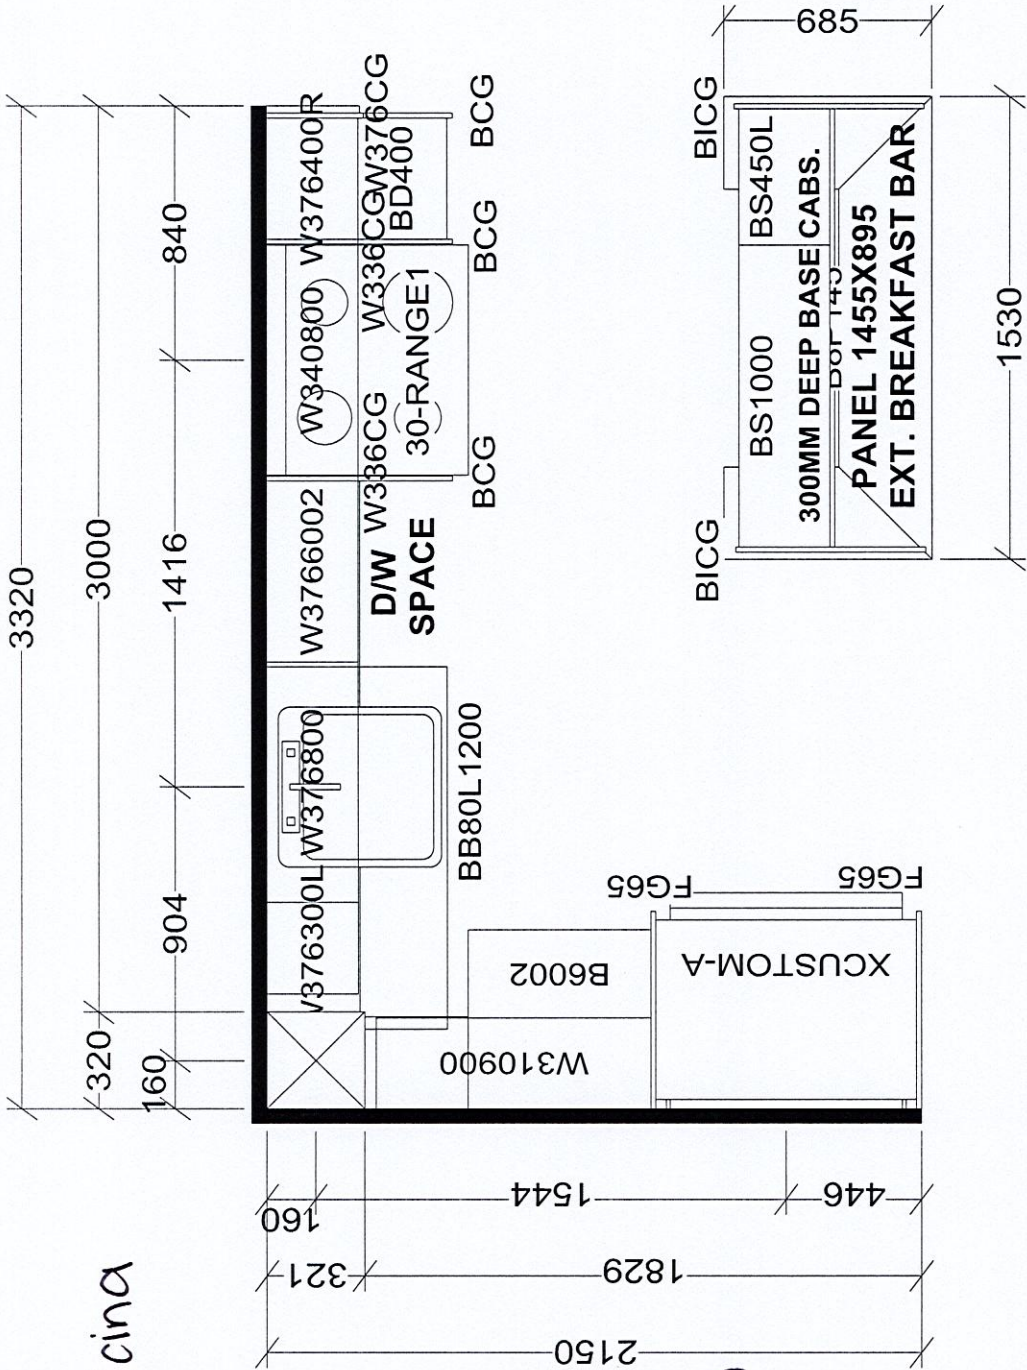 3320
3000
320
160
904
1416
840
W376300L
W376800
W3766002
W340800
W376400R
W336CG
W336CG
W376CG
D/W
SPACE
30-RANGE1
BD400
BCG
BCG
BCG
BB80L1200
W310900
B6002
XCUSTOM-A
FG65
FG65
160
1544
446
321
1829
2150
cina
BICG
BICG
BS1000
BS450L
300MM DEEP BASE CABS.
PANEL 1455X895
EXT. BREAKFAST BAR
685
1530